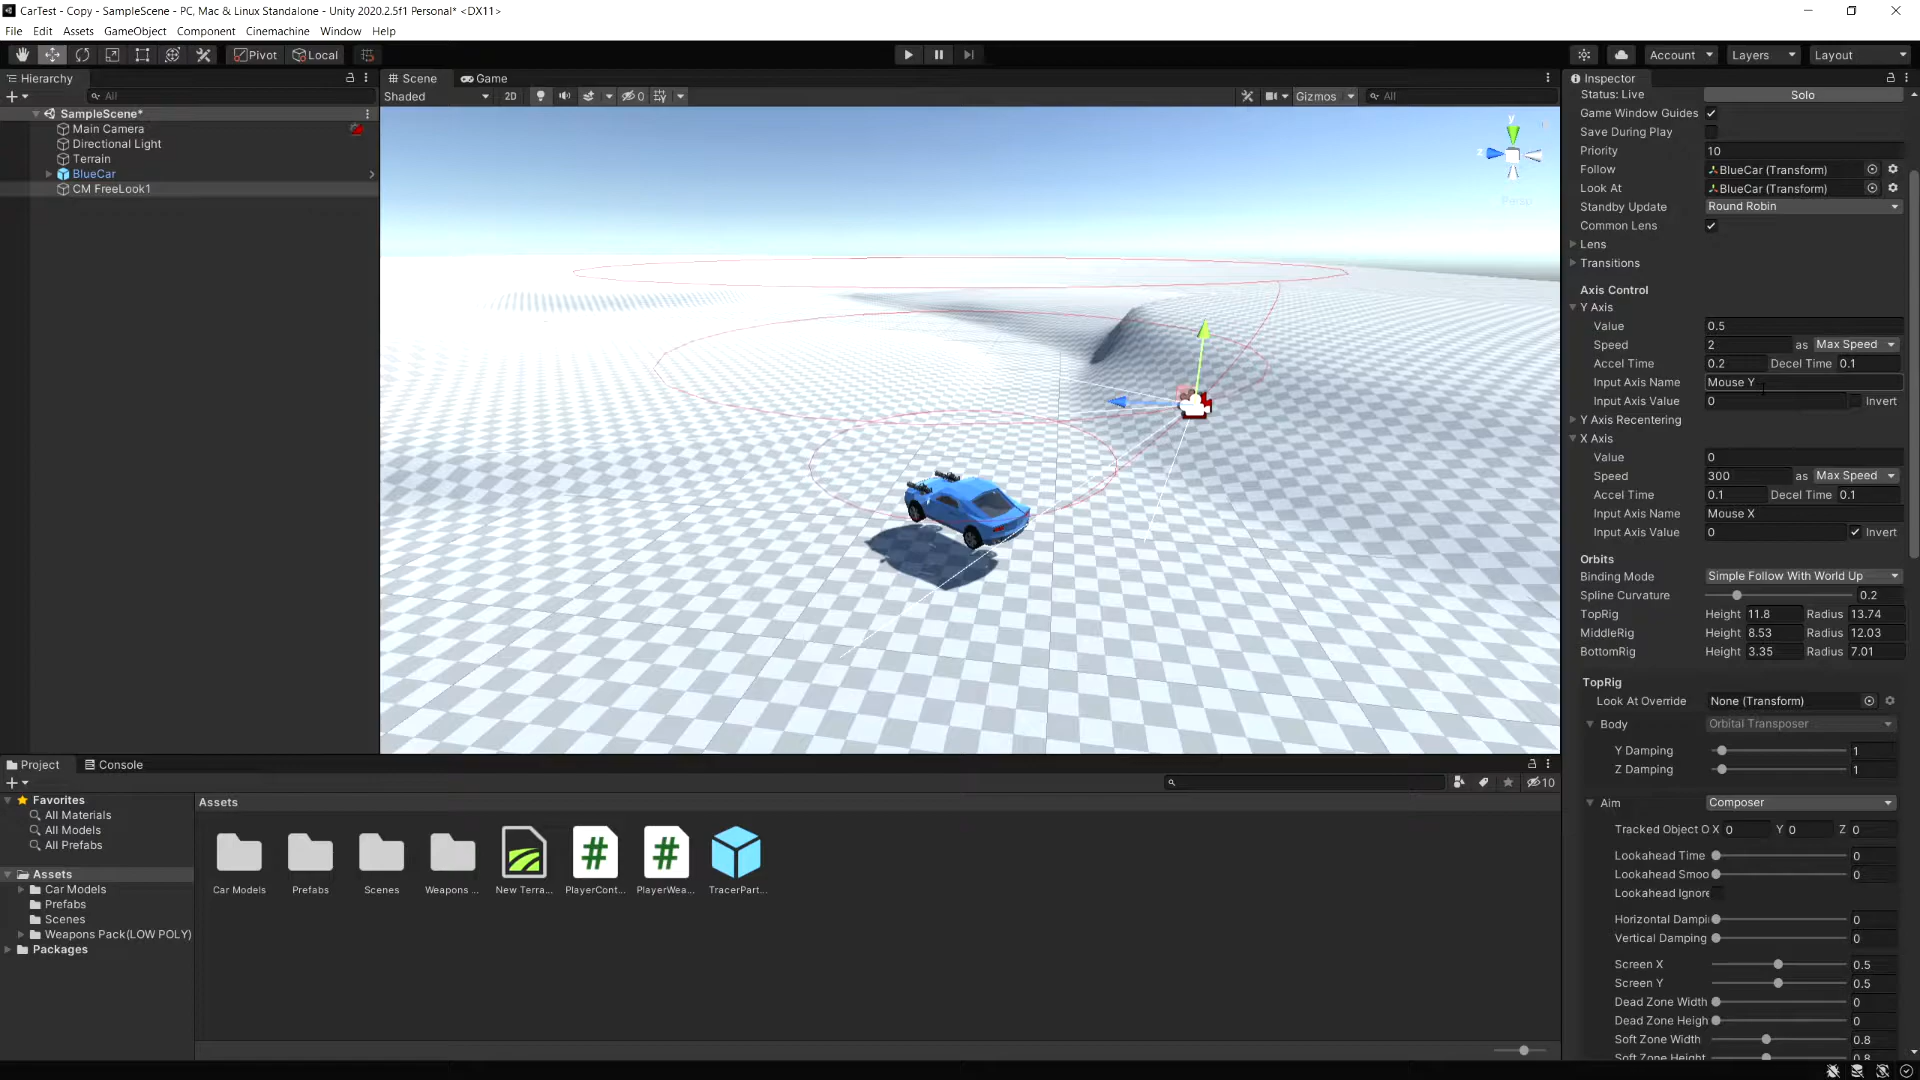 CarTest - Copy - SampleScene - PC, Mac & Linux Standalone - Unity 2020.2.5f1 Personal* <DX11>
File Edit Assets GameObject Component Cinemachine Window Help
Pivot Local Account Layers Layout
Hierarchy
All
SampleScene*
Main Camera
Directional Light
Terrain
BlueCar
CM FreeLook1
Scene Game
Shaded 2D 0 Gizmos All
y
z
Persp
Inspector
Status: Live Solo
Game Window Guides
Save During Play
Priority 10
Follow BlueCar (Transform)
Look At BlueCar (Transform)
Standby Update Round Robin
Common Lens
Lens
Transitions
Axis Control
Y Axis
Value 0.5
Speed 2 as Max Speed
Accel Time 0.2 Decel Time 0.1
Input Axis Name Mouse Y
Input Axis Value 0 Invert
Y Axis Recentering
X Axis
Value 0
Speed 300 as Max Speed
Accel Time 0.1 Decel Time 0.1
Input Axis Name Mouse X
Input Axis Value 0 Invert
Orbits
Binding Mode Simple Follow With World Up
Spline Curvature 0.2
TopRig Height 11.8 Radius 13.74
MiddleRig Height 8.53 Radius 12.03
BottomRig Height 3.35 Radius 7.01
TopRig
Look At Override None (Transform)
Body Orbital Transposer
Y Damping 1
Z Damping 1
Aim Composer
Tracked Object O X 0 Y 0 Z 0
Lookahead Time 0
Lookahead Smoo 0
Lookahead Ignore
Horizontal Dampi 0
Vertical Damping 0
Screen X 0.5
Screen Y 0.5
Dead Zone Width 0
Dead Zone Heigh 0
Soft Zone Width 0.8
Soft Zone Height 0.8
Project Console
10
Favorites
All Materials
All Models
All Prefabs
Assets
Car Models
Prefabs
Scenes
Weapons Pack(LOW POLY)
Packages
Assets
Car Models Prefabs Scenes Weapons ... New Terra... PlayerCont... PlayerWea... TracerPart...